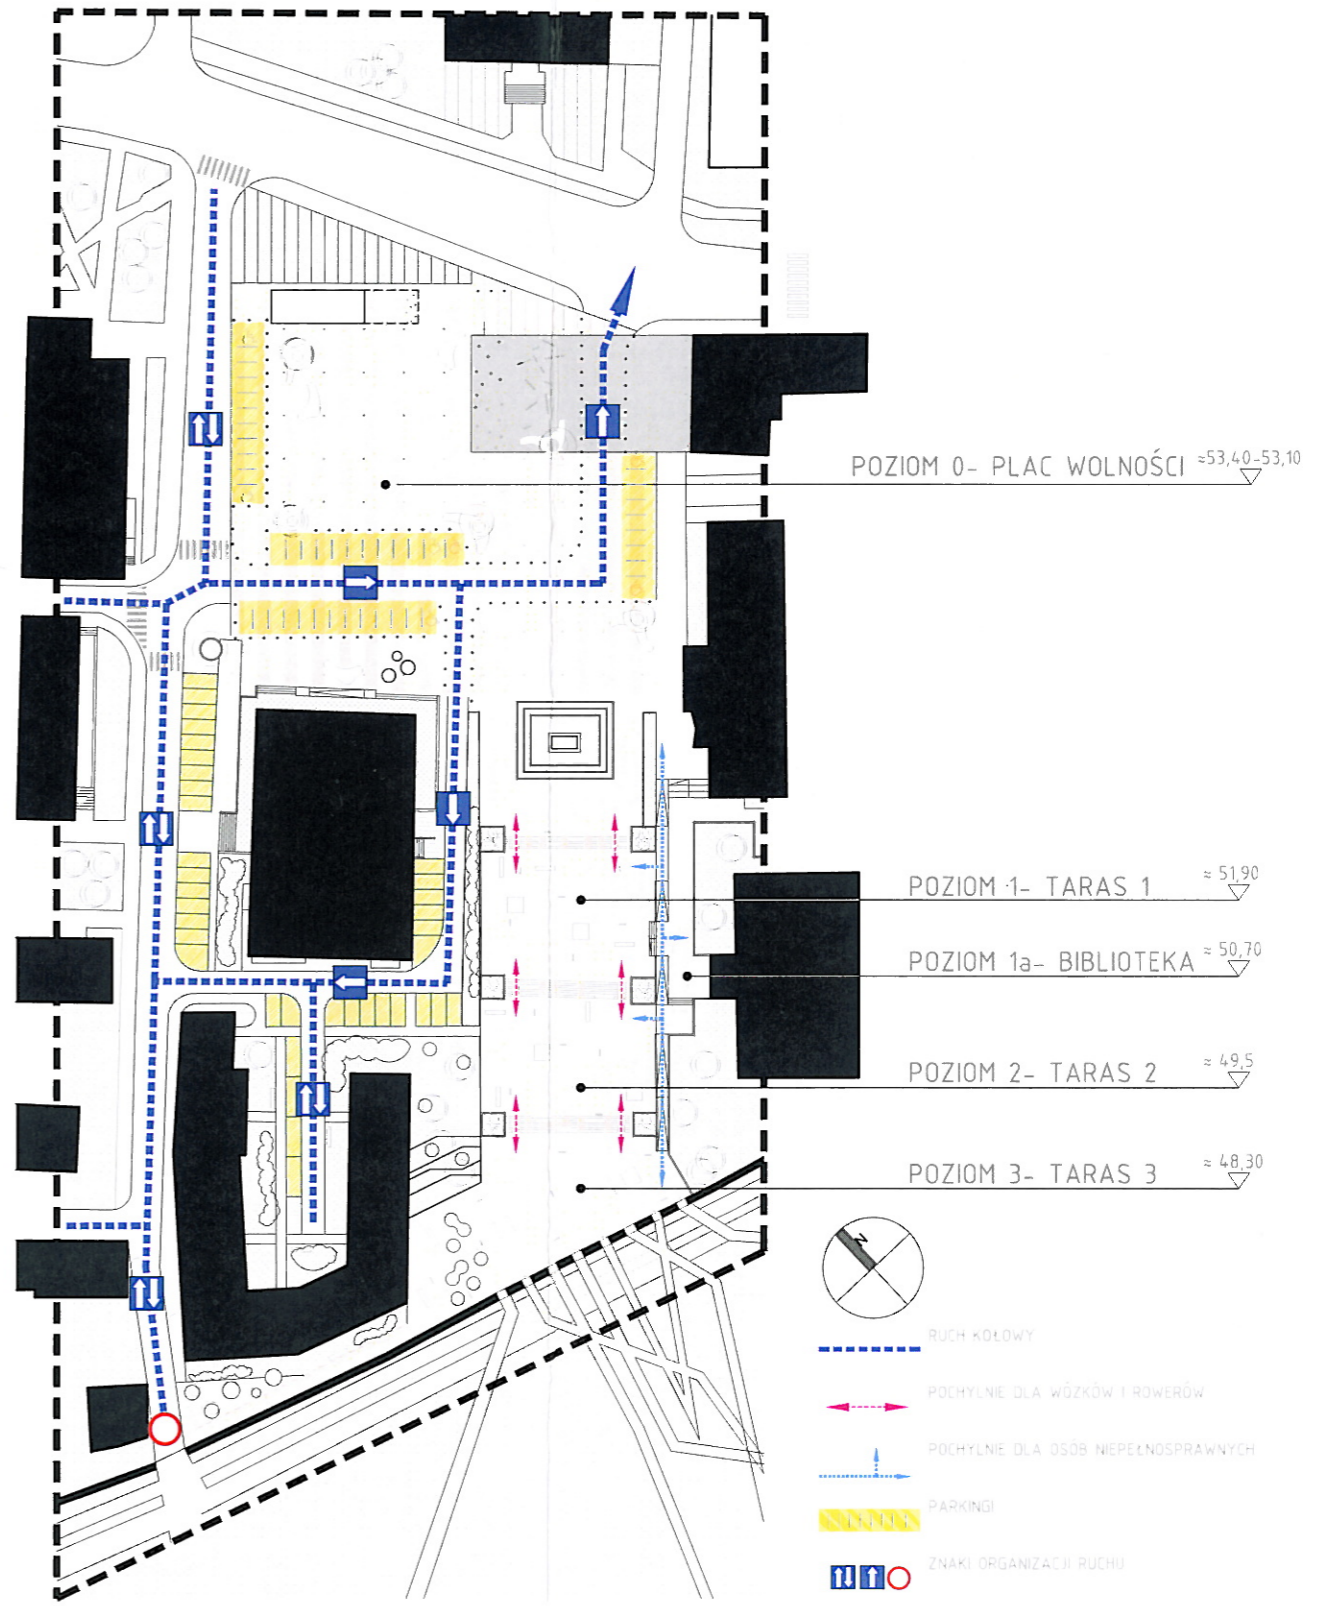 POZIOM 0- PLAC WOLNOŚCI ≈53,40-53,10
POZIOM 1- TARAS 1 ≈ 51,90
POZIOM 1a- BIBLIOTEKA ≈ 50,70
POZIOM 2- TARAS 2 ≈ 49,5
POZIOM 3- TARAS 3 ≈ 48,30
N
RUCH KOŁOWY
POCHYLNIE DLA WÓZKÓW I ROWERÓW
POCHYLNIE DLA OSÓB NIEPEŁNOSPRAWNYCH
PARKINGI
ZNAKI ORGANIZACJI RUCHU